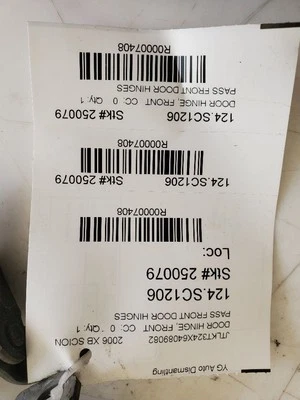 YG Auto Dismantling
JTLKT324X64089082 2006 XB SCION
DOOR HINGE, FRONT CC: 0 Qty: 1
PASS FRONT DOOR HINGES
124.SC1206
Stk# 250079
Loc:
R00007408
124.SC1206 Stk# 250079
R00007408
124.SC1206 Stk# 250079
DOOR HINGE, FRONT CC: 0 Qty: 1
PASS FRONT DOOR HINGES
R00007408